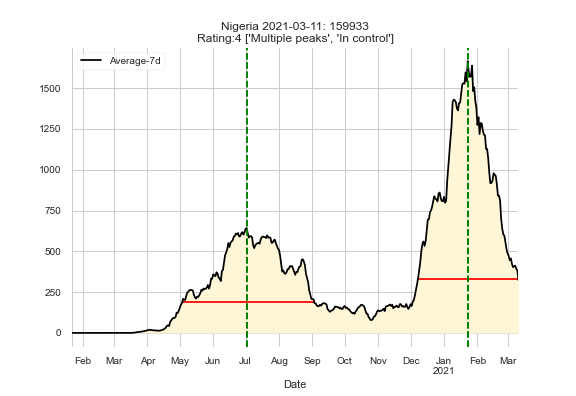 Nigeria 2021-03-11: 159933
Rating:4 ['Multiple peaks', 'In control']
Average-7d
1500
1250
1000
750
500
250
0
Feb Mar Apr May Jun Jul Aug Sep Oct Nov Dec Jan Feb Mar
2021
Date